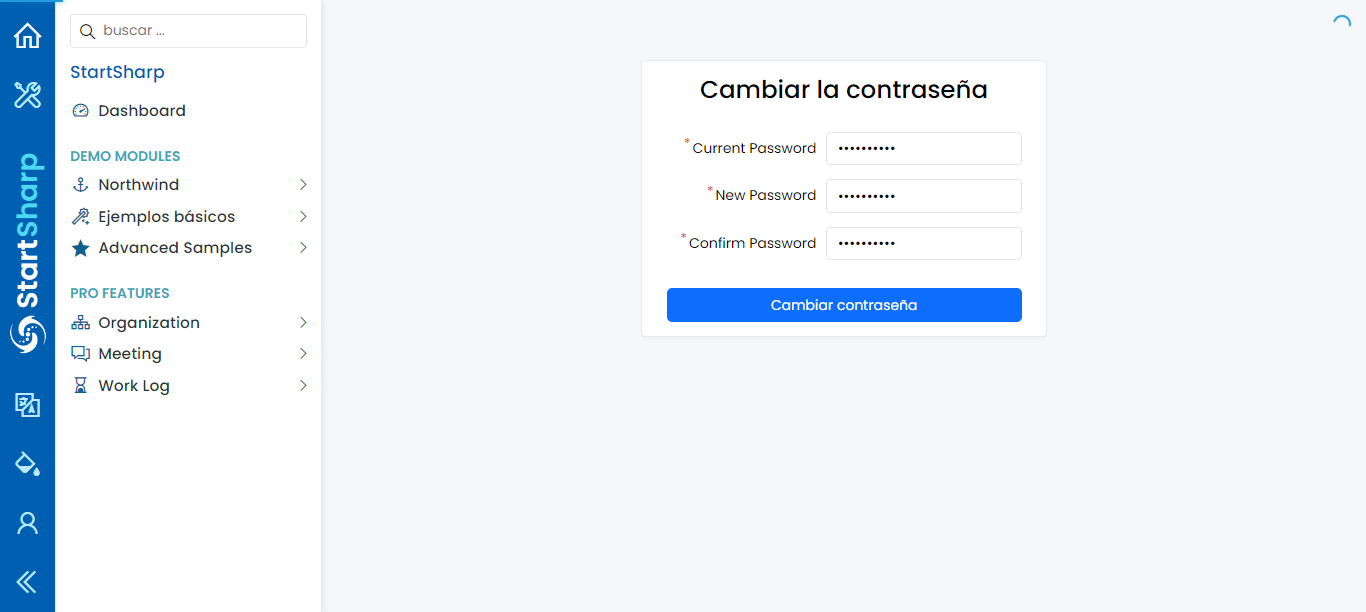 StartSharp
buscar ...
StartSharp
Dashboard
DEMO MODULES
Northwind
Ejemplos básicos
Advanced Samples
PRO FEATURES
Organization
Meeting
Work Log
Cambiar la contraseña
*Current Password ••••••••••
*New Password ••••••••••
*Confirm Password ••••••••••
Cambiar contraseña